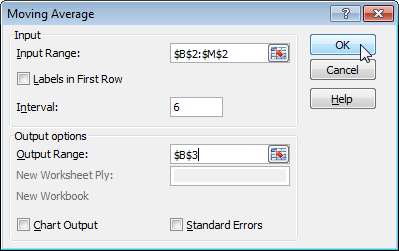 Moving Average
Input
Input Range: $B$2:$M$2
Labels in First Row
Interval: 6
Output options
Output Range: $B$3
New Worksheet Ply:
New Workbook
Chart Output Standard Errors
OK
Cancel
Help